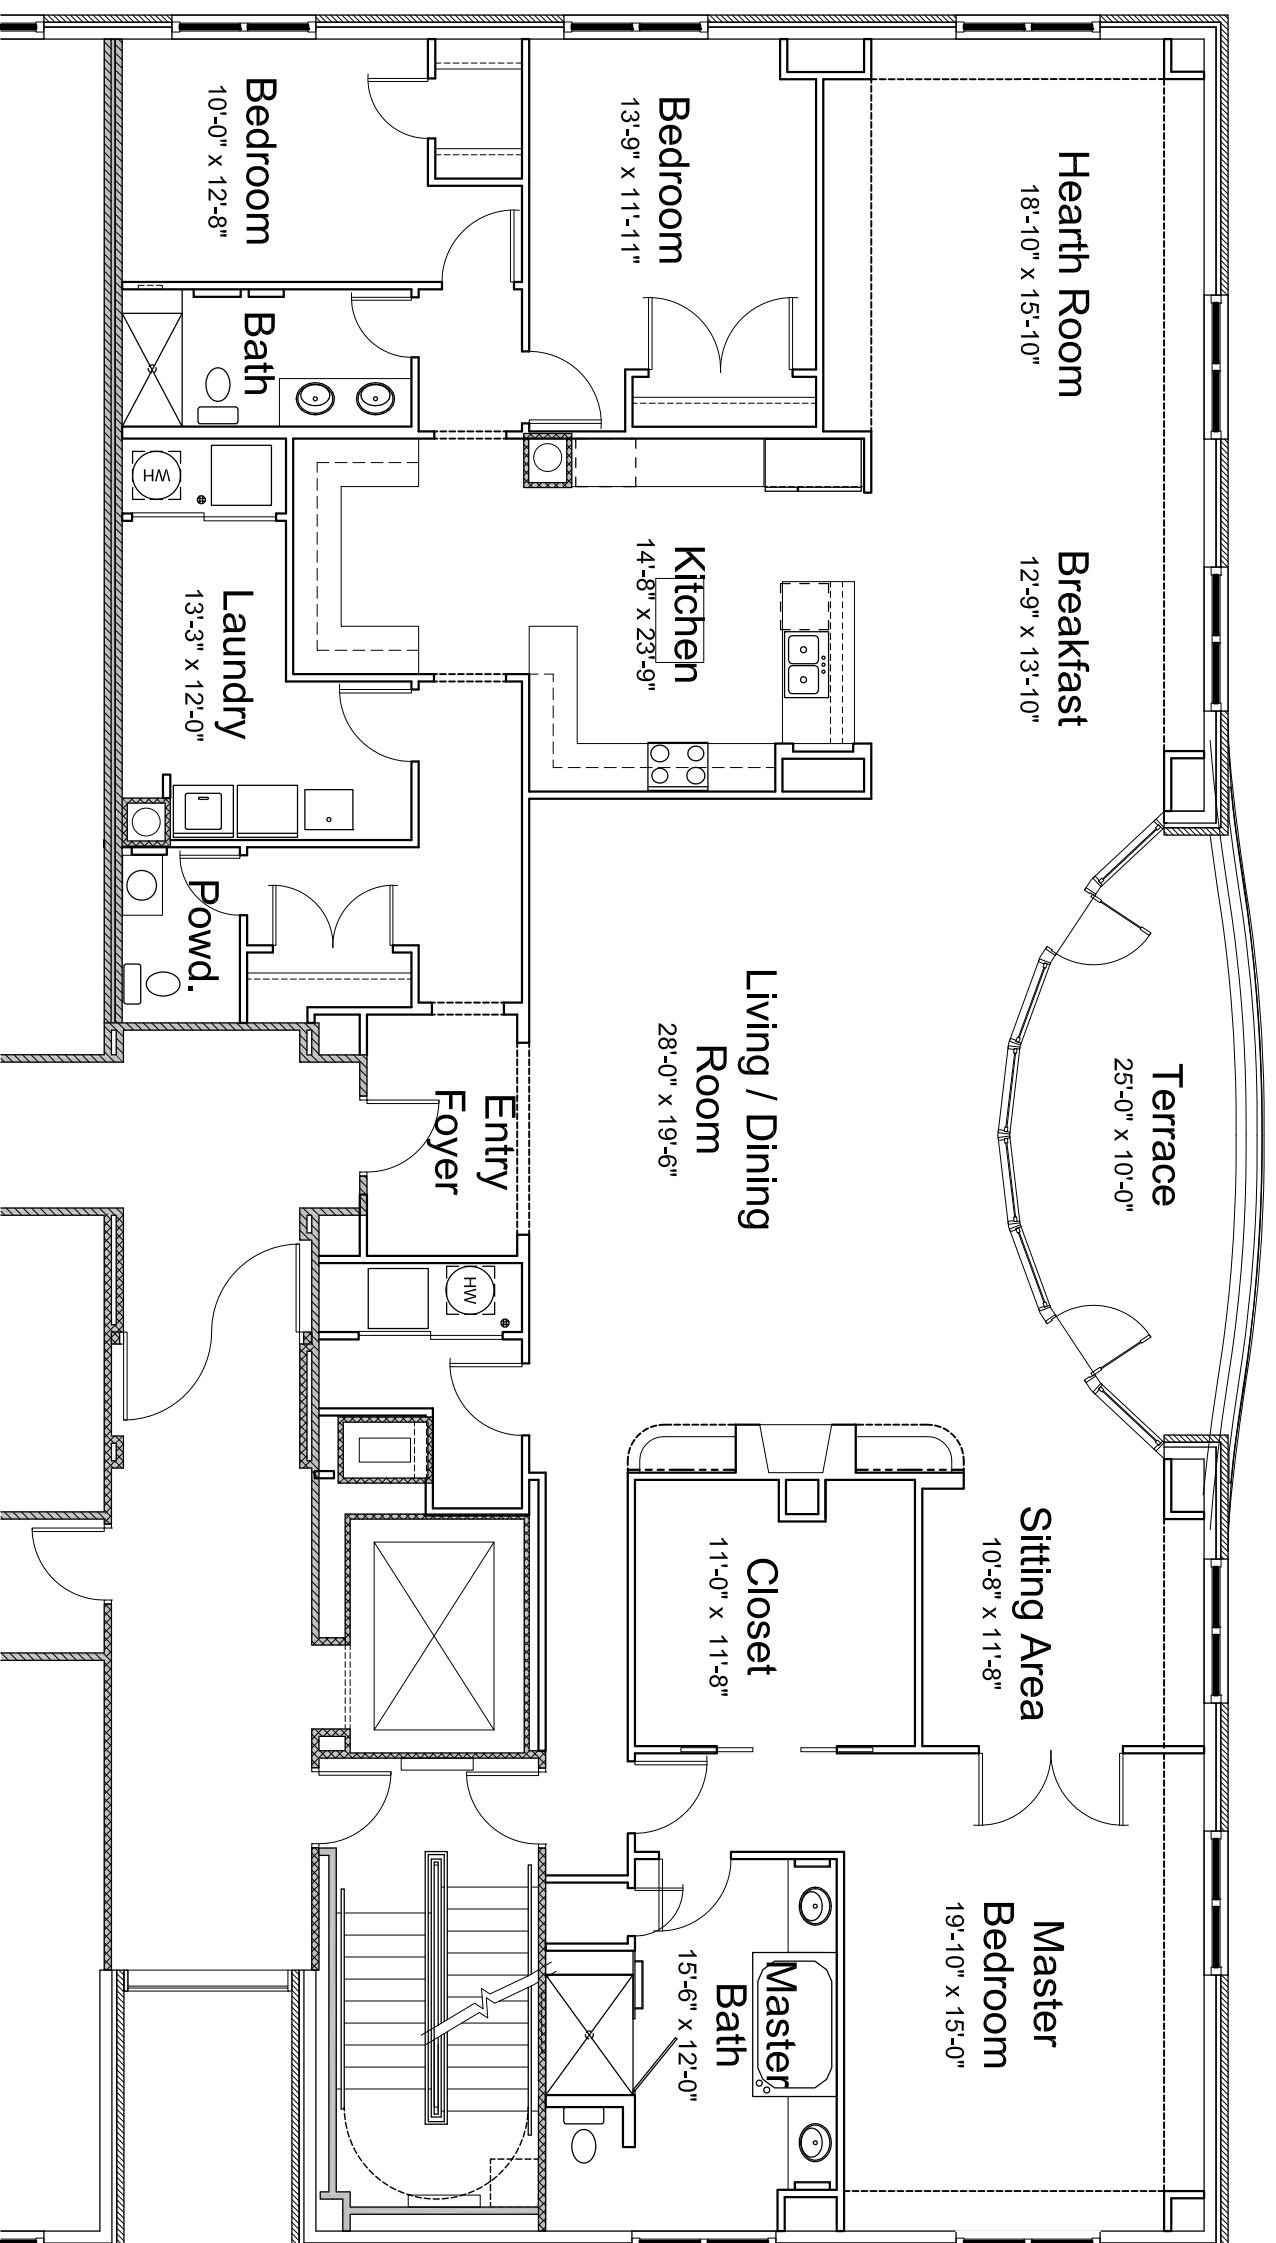 Hearth Room
18'-10" x 15'-10"
Breakfast
12'-9" x 13'-10"
Terrace
25'-0" x 10'-0"
Sitting Area
10'-8" x 11'-8"
Master
Bedroom
19'-10" x 15'-0"
Bedroom
13'-9" x 11'-11"
Kitchen
14'-8" x 23'-9"
Living / Dining
Room
28'-0" x 19'-6"
Closet
11'-0" x 11'-8"
Master
Bath
15'-6" x 12'-0"
Bedroom
10'-0" x 12'-8"
Bath
WH
Laundry
13'-3" x 12'-0"
Powd.
Entry
Foyer
WH